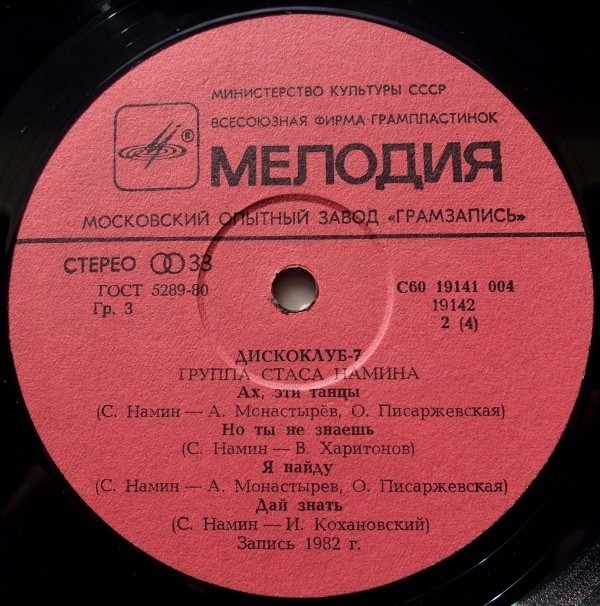 МИНИСТЕРСТВО КУЛЬТУРЫ СССР
ВСЕСОЮЗНАЯ ФИРМА ГРАМПЛАСТИНОК
®
МЕЛОДИЯ
МОСКОВСКИЙ ОПЫТНЫЙ ЗАВОД «ГРАМЗАПИСЬ»
СТЕРЕО 33
ГОСТ 5289-80
Гр. 3
С60 19141 004
19142
2 (4)
ДИСКОКЛУБ-7
ГРУППА СТАСА НАМИНА
Ах, эти танцы
(С. Намин — А. Монастырёв, О. Писаржевская)
Но ты не знаешь
(С. Намин — В. Харитонов)
Я найду
(С. Намин — А. Монастырев, О. Писаржевская)
Дай знать
(С. Намин — И. Кохановский)
Запись 1982 г.